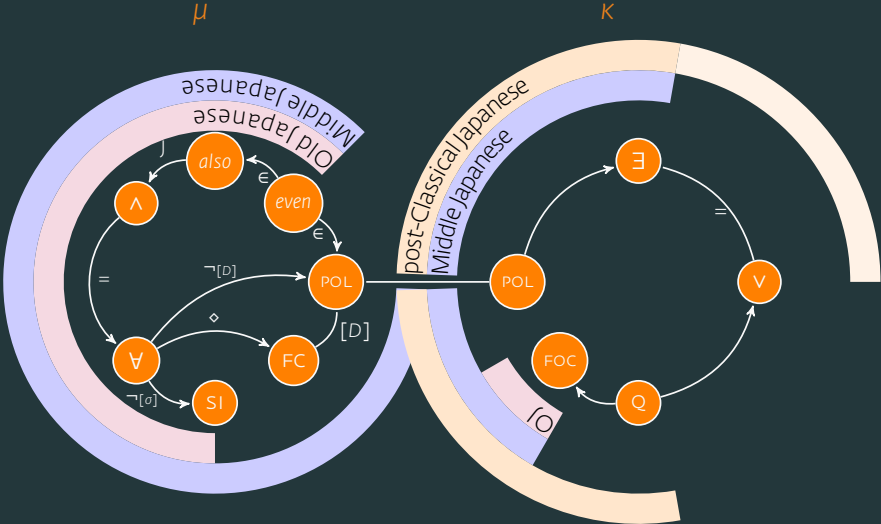 μ
κ
Middle Japanese
Old Japanese
post-Classical Japanese
Middle Japanese
OJ
also
even
∧
∈
∈
J
=
POL
POL
¬[D]
◇
[D]
∀
FC
¬[σ]
SI
∃
=
∨
FOC
Q